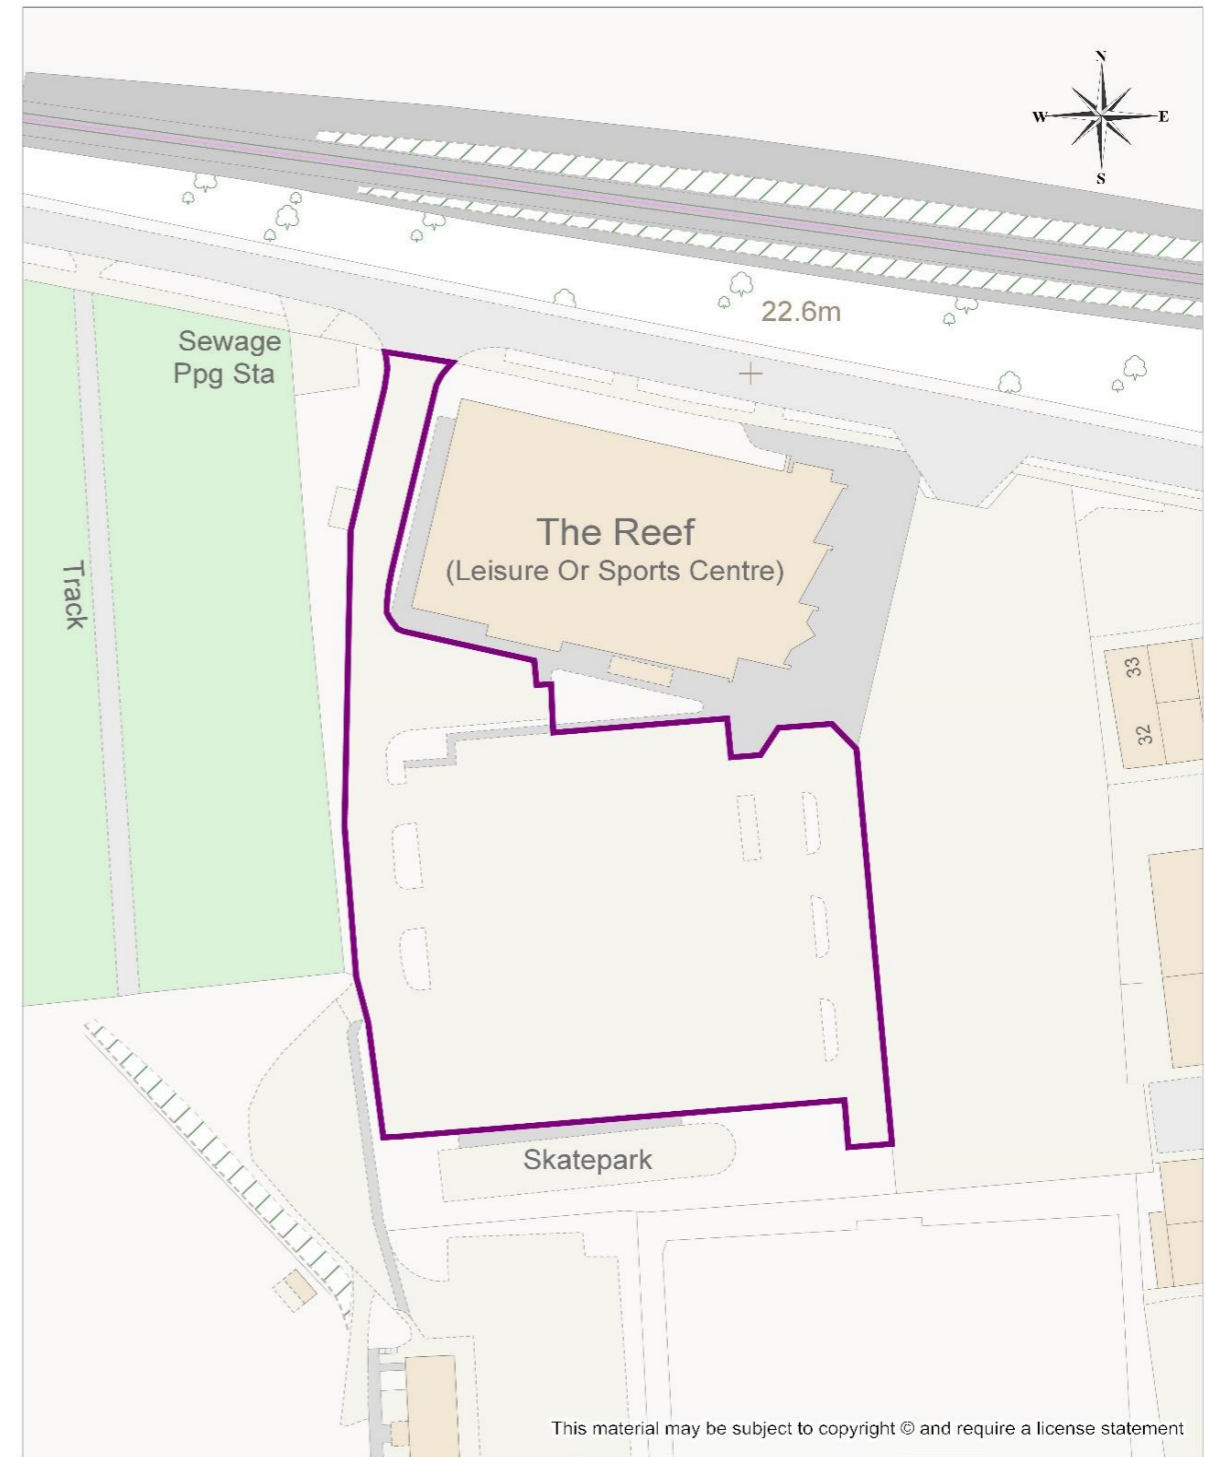 N
W E
S
22.6m
Sewage
Ppg Sta
The Reef
(Leisure Or Sports Centre)
Track
33
32
Skatepark
This material may be subject to copyright © and require a license statement